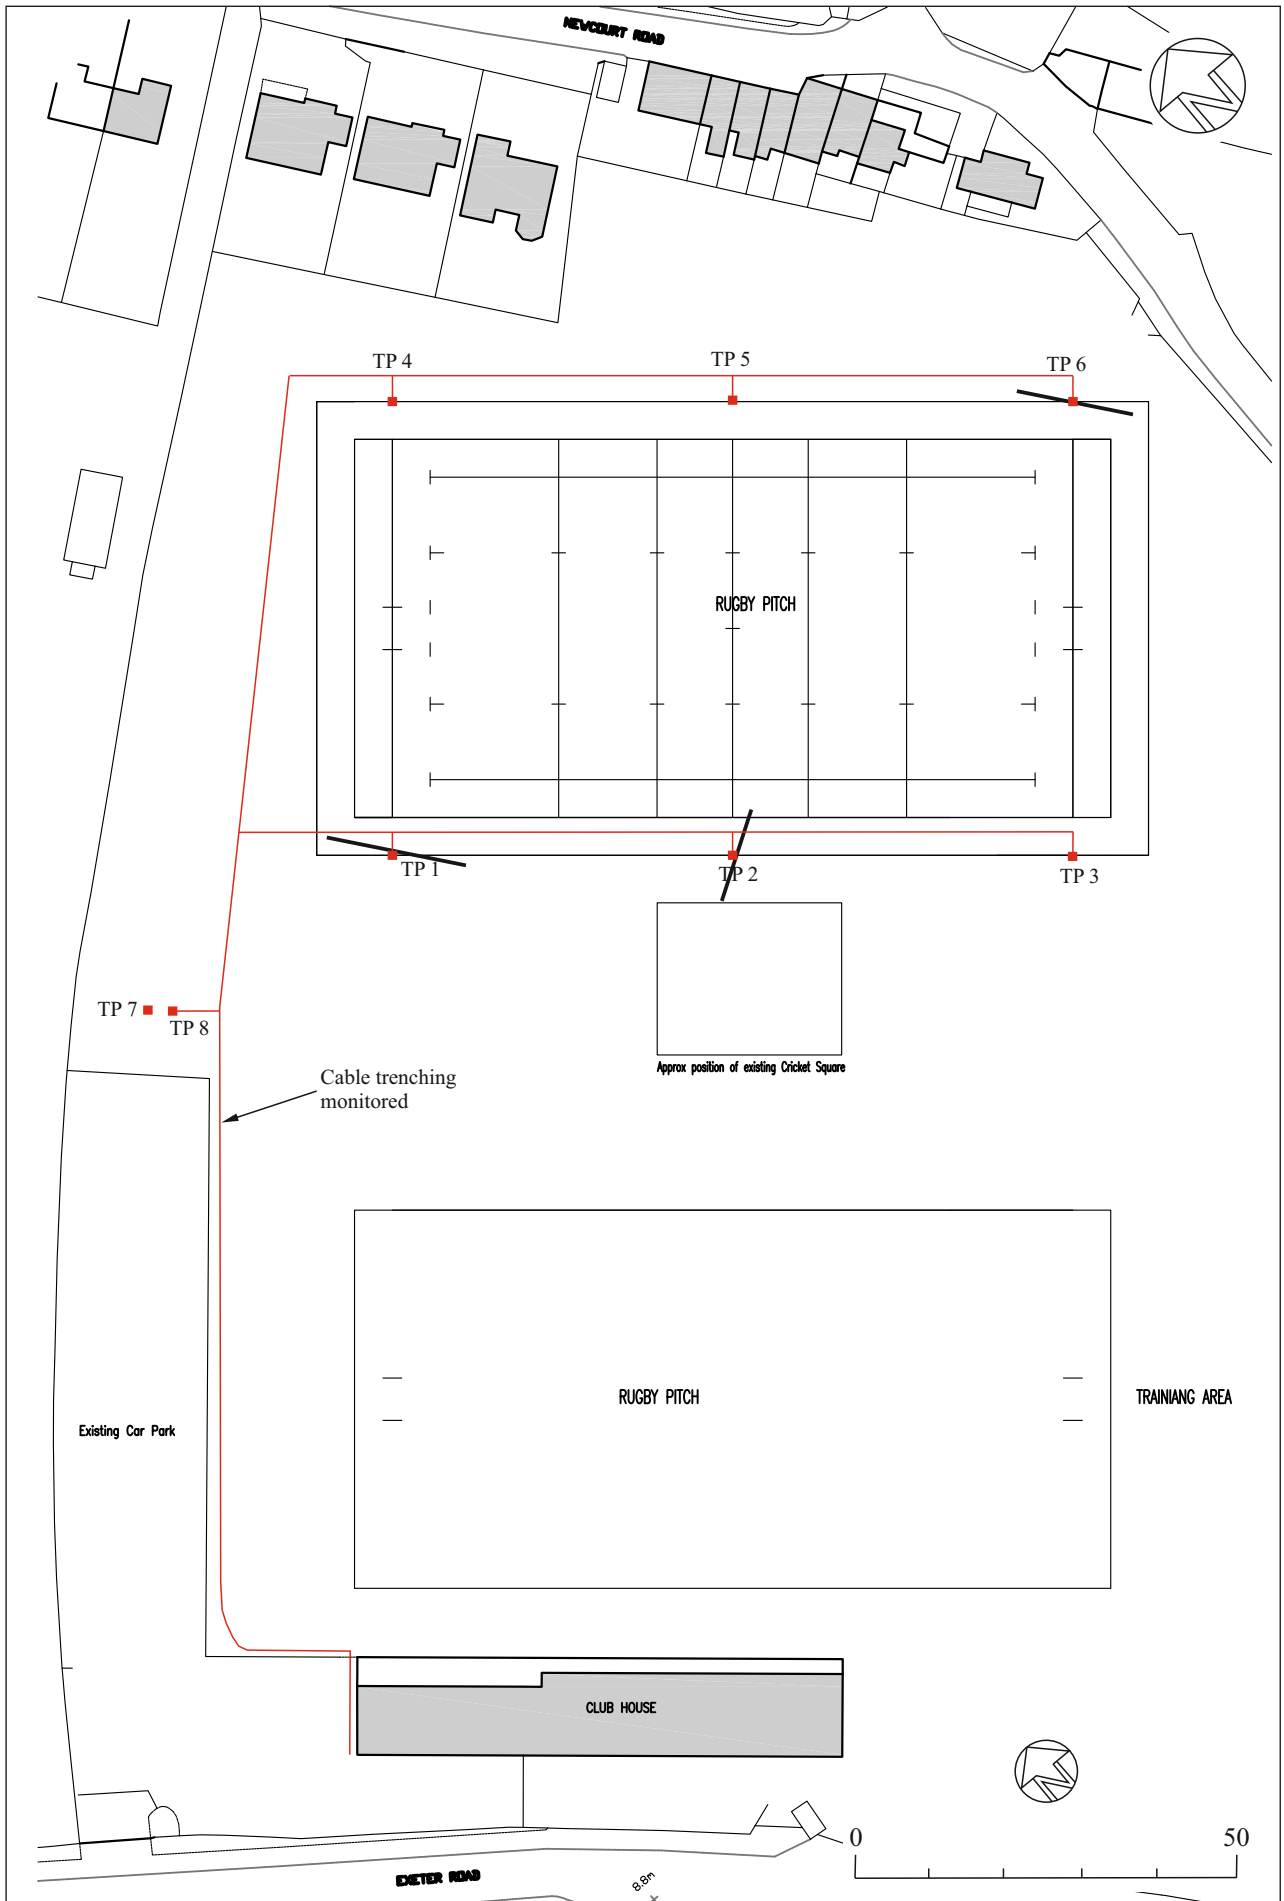 NEWCOURT ROAD
TP 4
TP 5
TP 6
RUGBY PITCH
TP 1
TP 2
TP 3
TP 7
TP 8
Approx position of existing Cricket Square
Cable trenching
monitored
RUGBY PITCH
TRAINIANG AREA
Existing Car Park
CLUB HOUSE
0
50
EXETER ROAD
8.8m